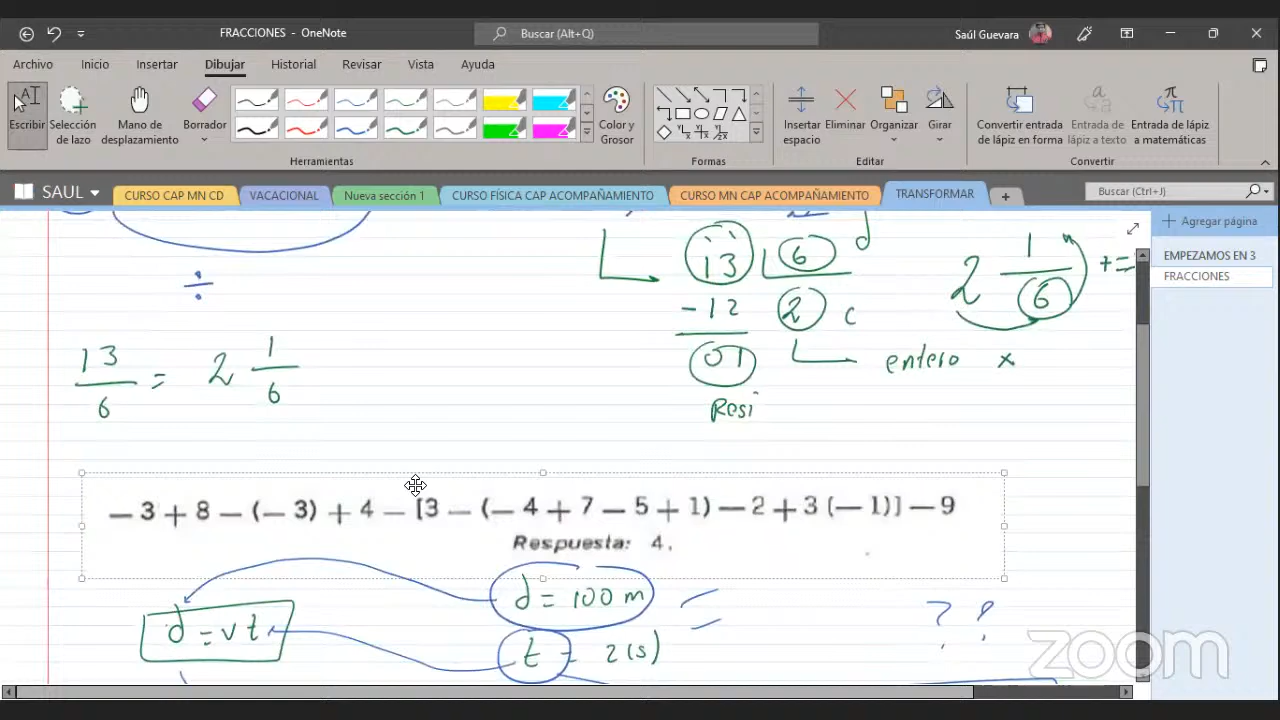 FRACCIONES - OneNote
Buscar (Alt+Q)
Saúl Guevara
Archivo Inicio Insertar Dibujar Historial Revisar Vista Ayuda
Escribir
Selección de lazo
Mano de desplazamiento
Borrador
Color y Grosor
Insertar espacio
Eliminar
Organizar
Girar
Convertir entrada de lápiz en forma
Entrada de lápiz a texto
Entrada de lápiz a matemáticas
Herramientas
Formas
Editar
Convertir
SAUL
CURSO CAP MN CD
VACACIONAL
Nueva sección 1
CURSO FÍSICA CAP ACOMPAÑAMIENTO
CURSO MN CAP ACOMPAÑAMIENTO
TRANSFORMAR
Buscar (Ctrl+J)
Agregar página
EMPEZAMOS EN 3
FRACCIONES
÷
13 6 d
-12 2 c
01 entero x
Resi
2 1/6 + =
13/6 = 2 1/6
− 3 + 8 − (− 3) + 4 − [3 − (− 4 + 7 − 5 + 1) − 2 + 3 (− 1)] − 9
Respuesta: 4.
d = vt
d = 100 m
t = 2(s)
? ?
zoom